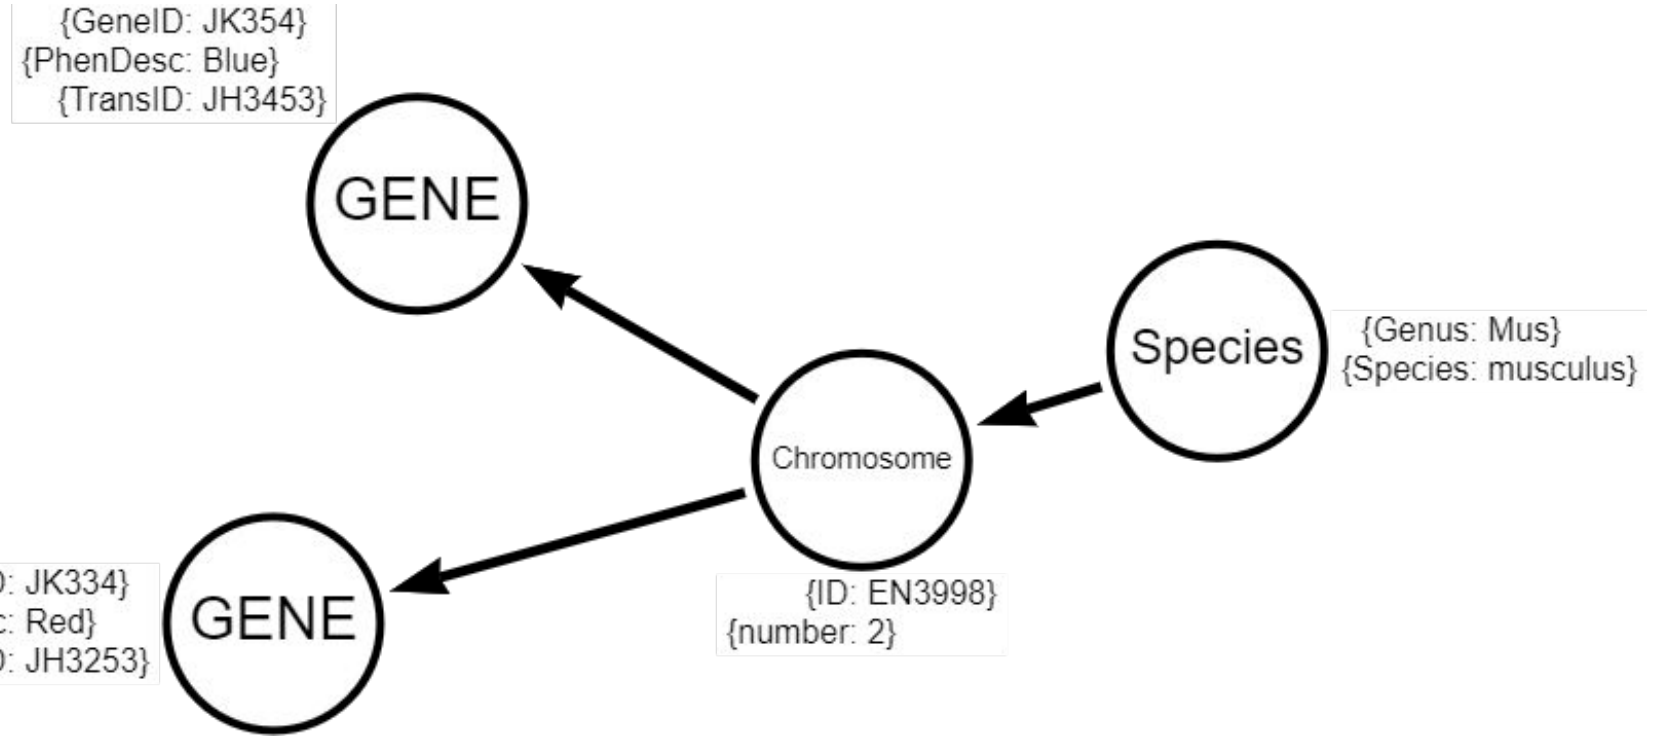 {GeneID: JK354}
{PhenDesc: Blue}
{TransID: JH3453}
GENE
Species
{Genus: Mus}
{Species: musculus}
Chromosome
{ID: EN3998}
{number: 2}
: JK334}
: Red}
: JH3253}
GENE